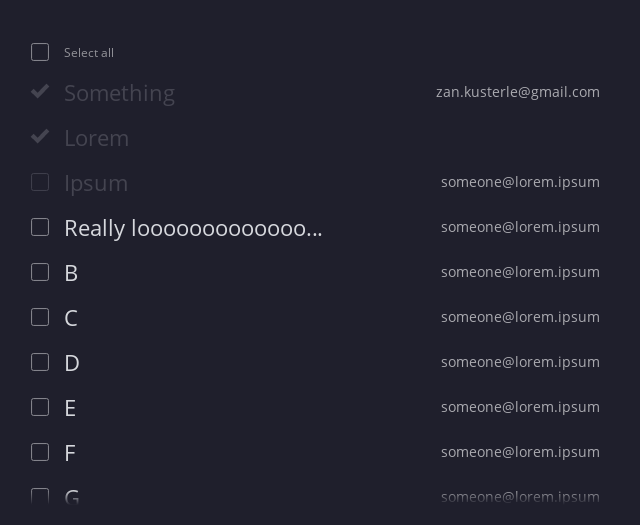 Select all
Something zan.kusterle@gmail.com
Lorem
Ipsum someone@lorem.ipsum
Really looooooooooooo... someone@lorem.ipsum
B someone@lorem.ipsum
C someone@lorem.ipsum
D someone@lorem.ipsum
E someone@lorem.ipsum
F someone@lorem.ipsum
G someone@lorem.ipsum